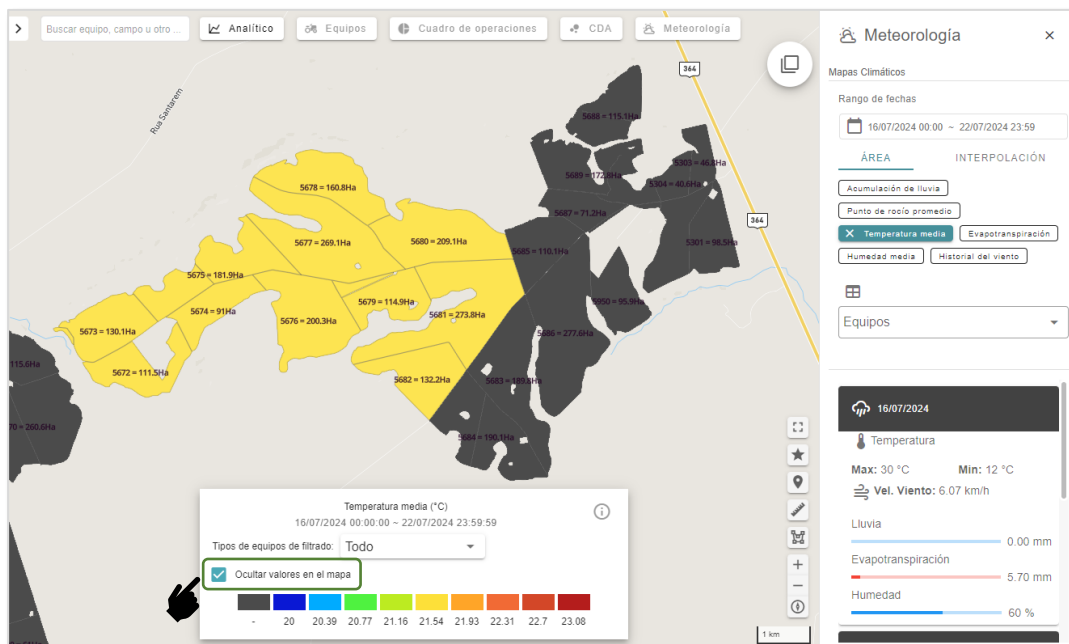 Buscar equipo, campo u otro ...
Analítico
Equipos
Cuadro de operaciones
CDA
Meteorología
364
Rua Santarem
5688 = 115.1Ha
5689 = 172.8Ha
5303 = 46.8Ha
5304 = 40.6Ha
5678 = 160.8Ha
5687 = 71.2Ha
364
5677 = 269.1Ha
5680 = 209.1Ha
5685 = 110.1Ha
5301 = 98.5Ha
5675 = 181.9Ha
5679 = 114.9Ha
5950 = 95.9Ha
5674 = 91Ha
5676 = 200.3Ha
5681 = 273.8Ha
5673 = 130.1Ha
5686 = 277.6Ha
115.6Ha
5672 = 111.5Ha
5682 = 132.2Ha
5683 = 189.8Ha
70 = 260.6Ha
5684 = 190.1Ha
Temperatura media (°C)
16/07/2024 00:00:00 ~ 22/07/2024 23:59:59
Tipos de equipos de filtrado: Todo
Ocultar valores en el mapa
- 20 20.39 20.77 21.16 21.54 21.93 22.31 22.7 23.08
1 km
Meteorología
Mapas Climáticos
Rango de fechas
16/07/2024 00:00 ~ 22/07/2024 23:59
ÁREA INTERPOLACIÓN
Acumulación de lluvia
Punto de rocío promedio
Temperatura media Evapotranspiración
Humedad media Historial del viento
Equipos
16/07/2024
Temperatura
Max: 30 °C Min: 12 °C
Vel. Viento: 6.07 km/h
Lluvia
0.00 mm
Evapotranspiración
5.70 mm
Humedad
60 %